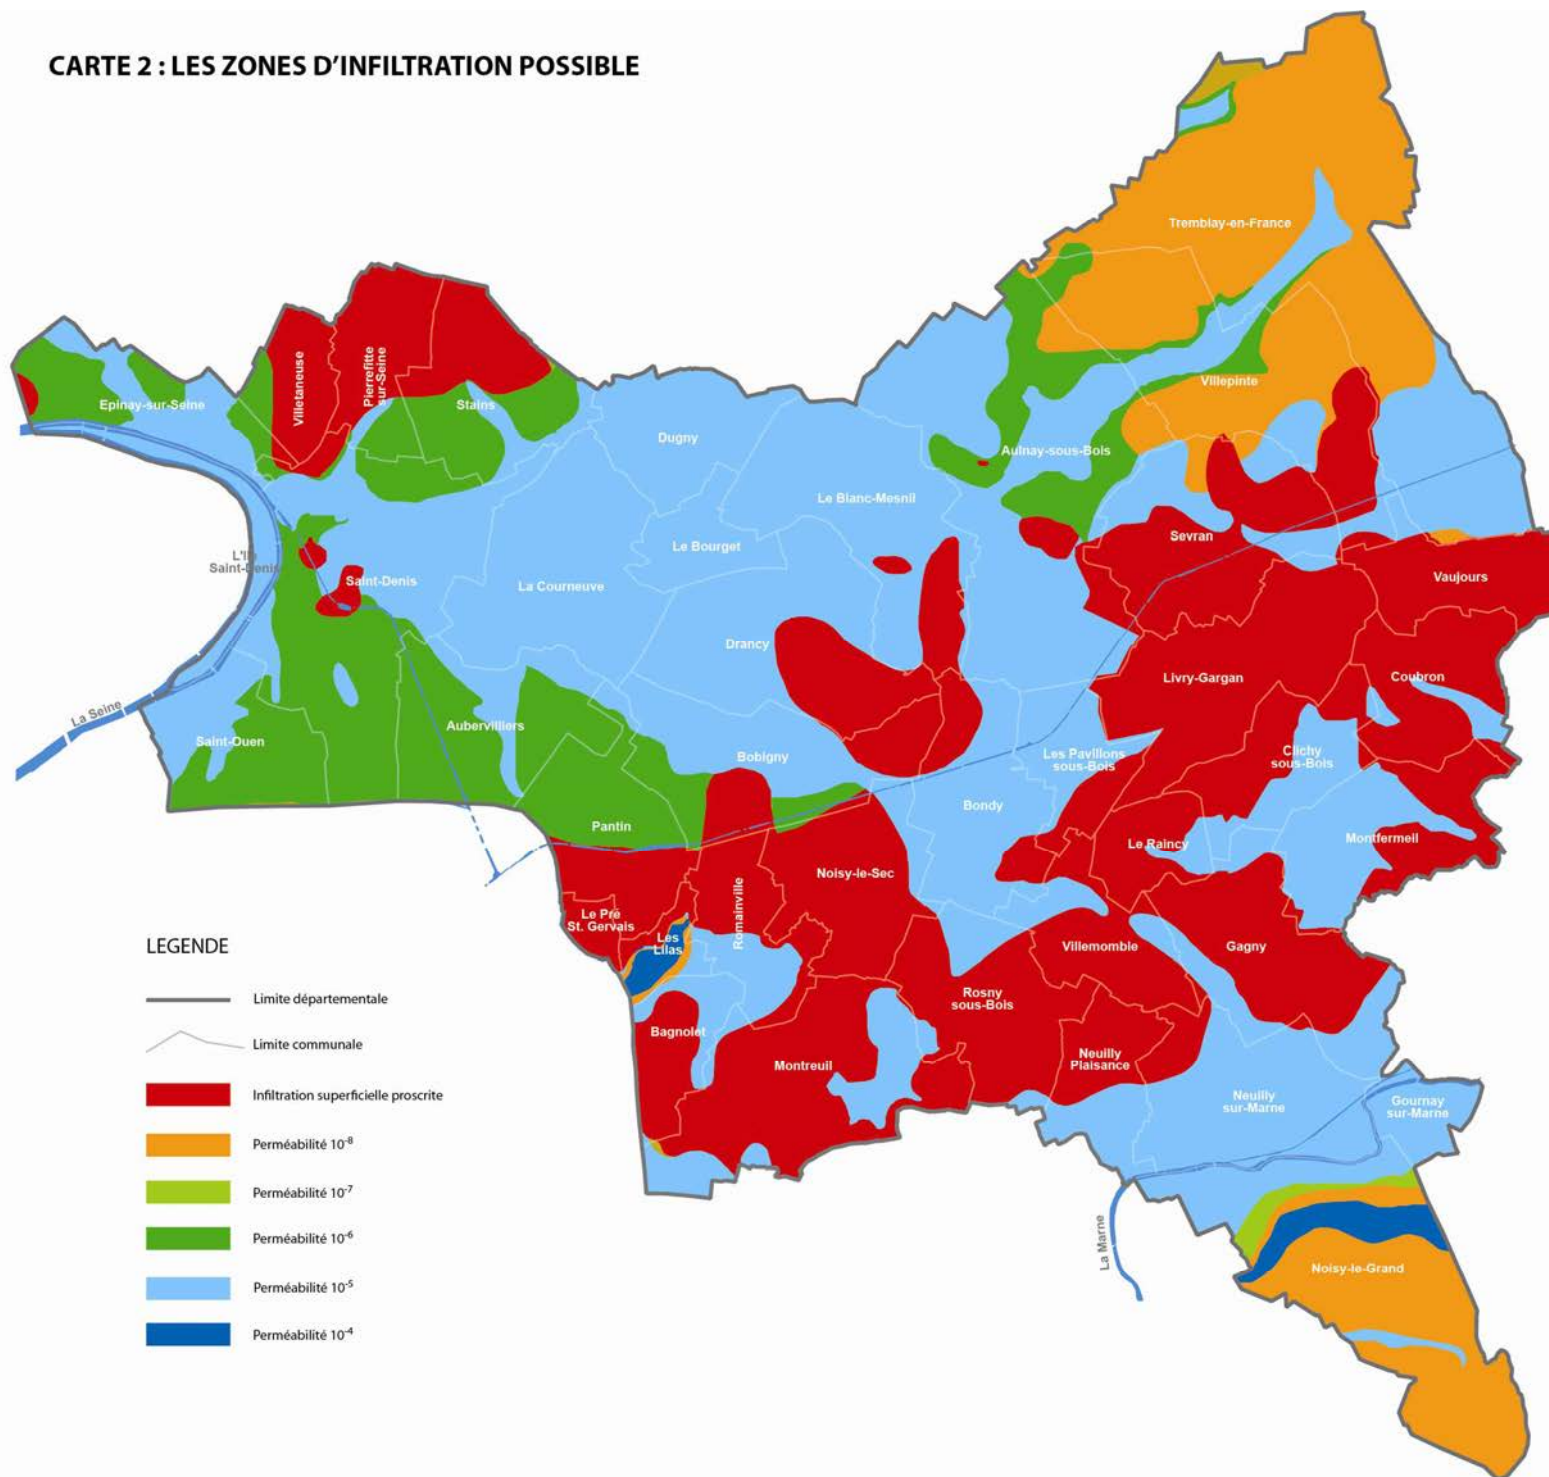 CARTE 2 : LES ZONES D'INFILTRATION POSSIBLE
Tremblay-en-France
Villetaneuse
Pierrefitte
sur-Seine
Stains
Epinay-sur-Seine
Villepinte
Dugny
Aulnay-sous-Bois
Le Blanc-Mesnil
Le Bourget
Sevran
L'Ile
Saint-Denis
Saint-Denis
La Courneuve
Vaujours
Drancy
Livry-Gargan
Coubron
La Seine
Saint-Ouen
Aubervilliers
Bobigny
Les Pavillons
sous-Bois
Clichy
sous-Bois
Bondy
Pantin
Le Raincy
Montfermeil
Noisy-le-Sec
Romainville
Le Pré
St. Gervais
Les
Lilas
Villemomble
Gagny
Rosny
sous-Bois
Bagnolet
Montreuil
Neuilly
Plaisance
Neuilly
sur-Marne
Gournay
sur-Marne
La Marne
Noisy-le-Grand
LEGENDE
Limite départementale
Limite communale
Infiltration superficielle proscrite
Perméabilité 10⁻⁸
Perméabilité 10⁻⁷
Perméabilité 10⁻⁶
Perméabilité 10⁻⁵
Perméabilité 10⁻⁴